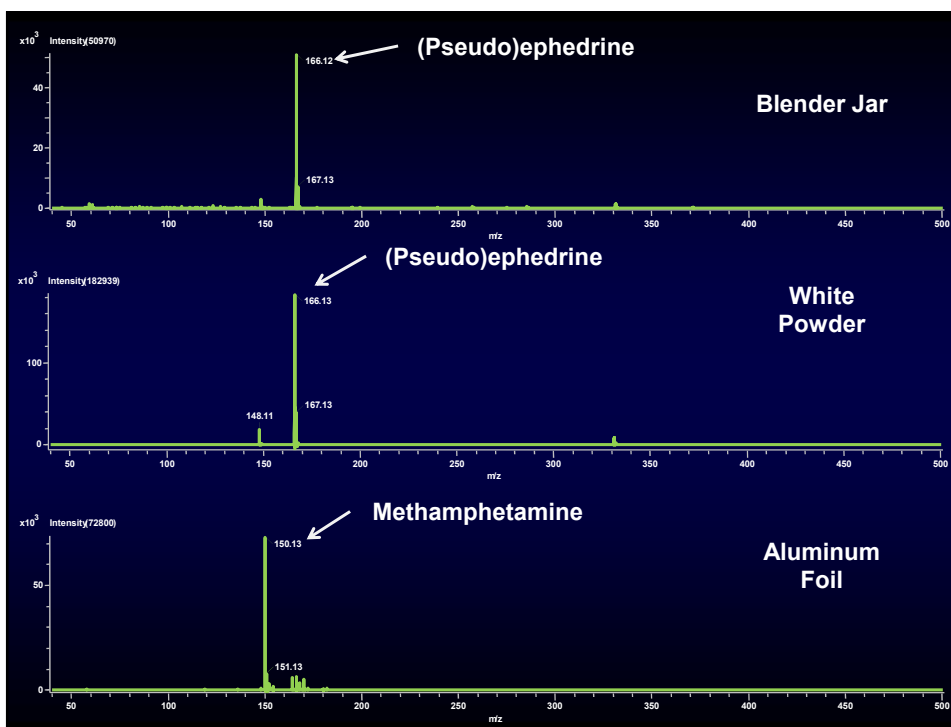 x10³ Intensity(50970)
(Pseudo)ephedrine
166.12
Blender Jar
40
20
167.13
0
50 100 150 200 250 300 350 400 450 500
m/z
(Pseudo)ephedrine
x10³ Intensity(182939)
166.13
White
Powder
100
167.13
148.11
0
50 100 150 200 250 300 350 400 450 500
m/z
Methamphetamine
x10³ Intensity(72800)
150.13
Aluminum
Foil
50
151.13
0
50 100 150 200 250 300 350 400 450 500
m/z